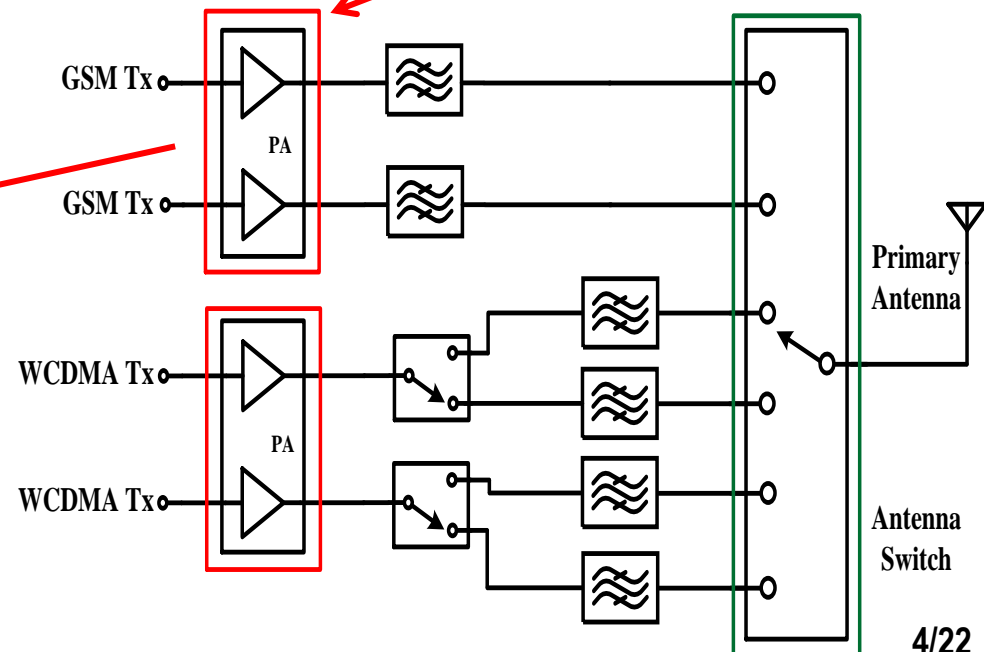 GSM Tx
PA
GSM Tx
Primary
Antenna
WCDMA Tx
PA
WCDMA Tx
Antenna
Switch
4/22